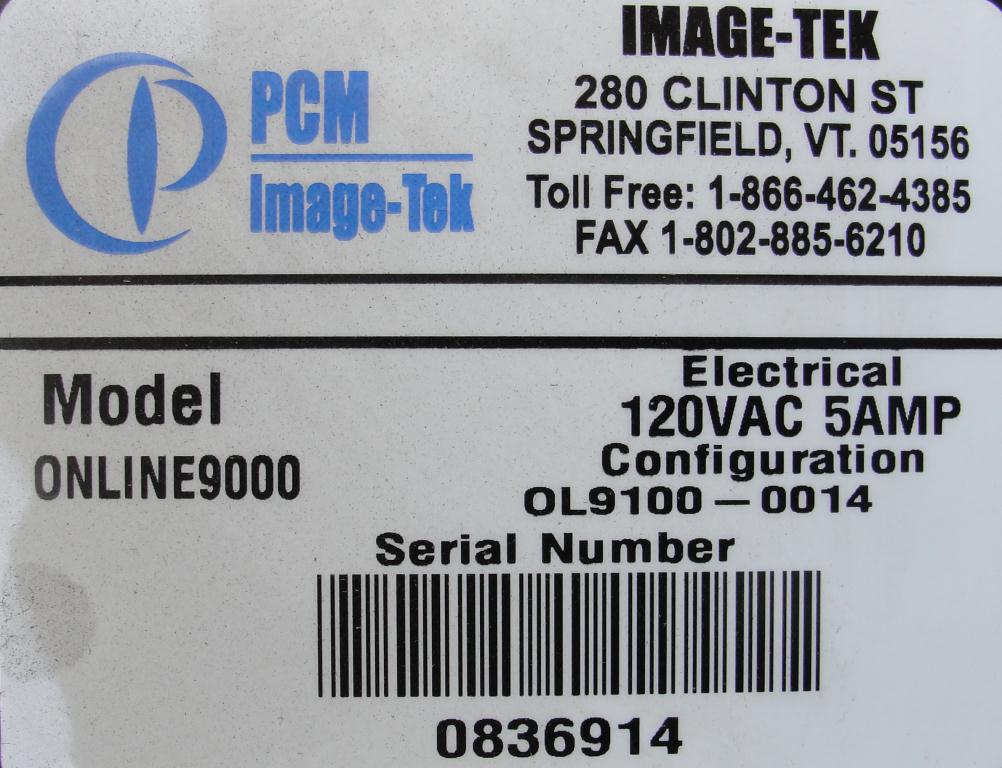 PCM
Image-Tek
IMAGE-TEK
280 CLINTON ST
SPRINGFIELD, VT. 05156
Toll Free: 1-866-462-4385
FAX 1-802-885-6210
Model
ONLINE9000
Electrical
120VAC 5AMP
Configuration
OL9100 — 0014
Serial Number
0836914